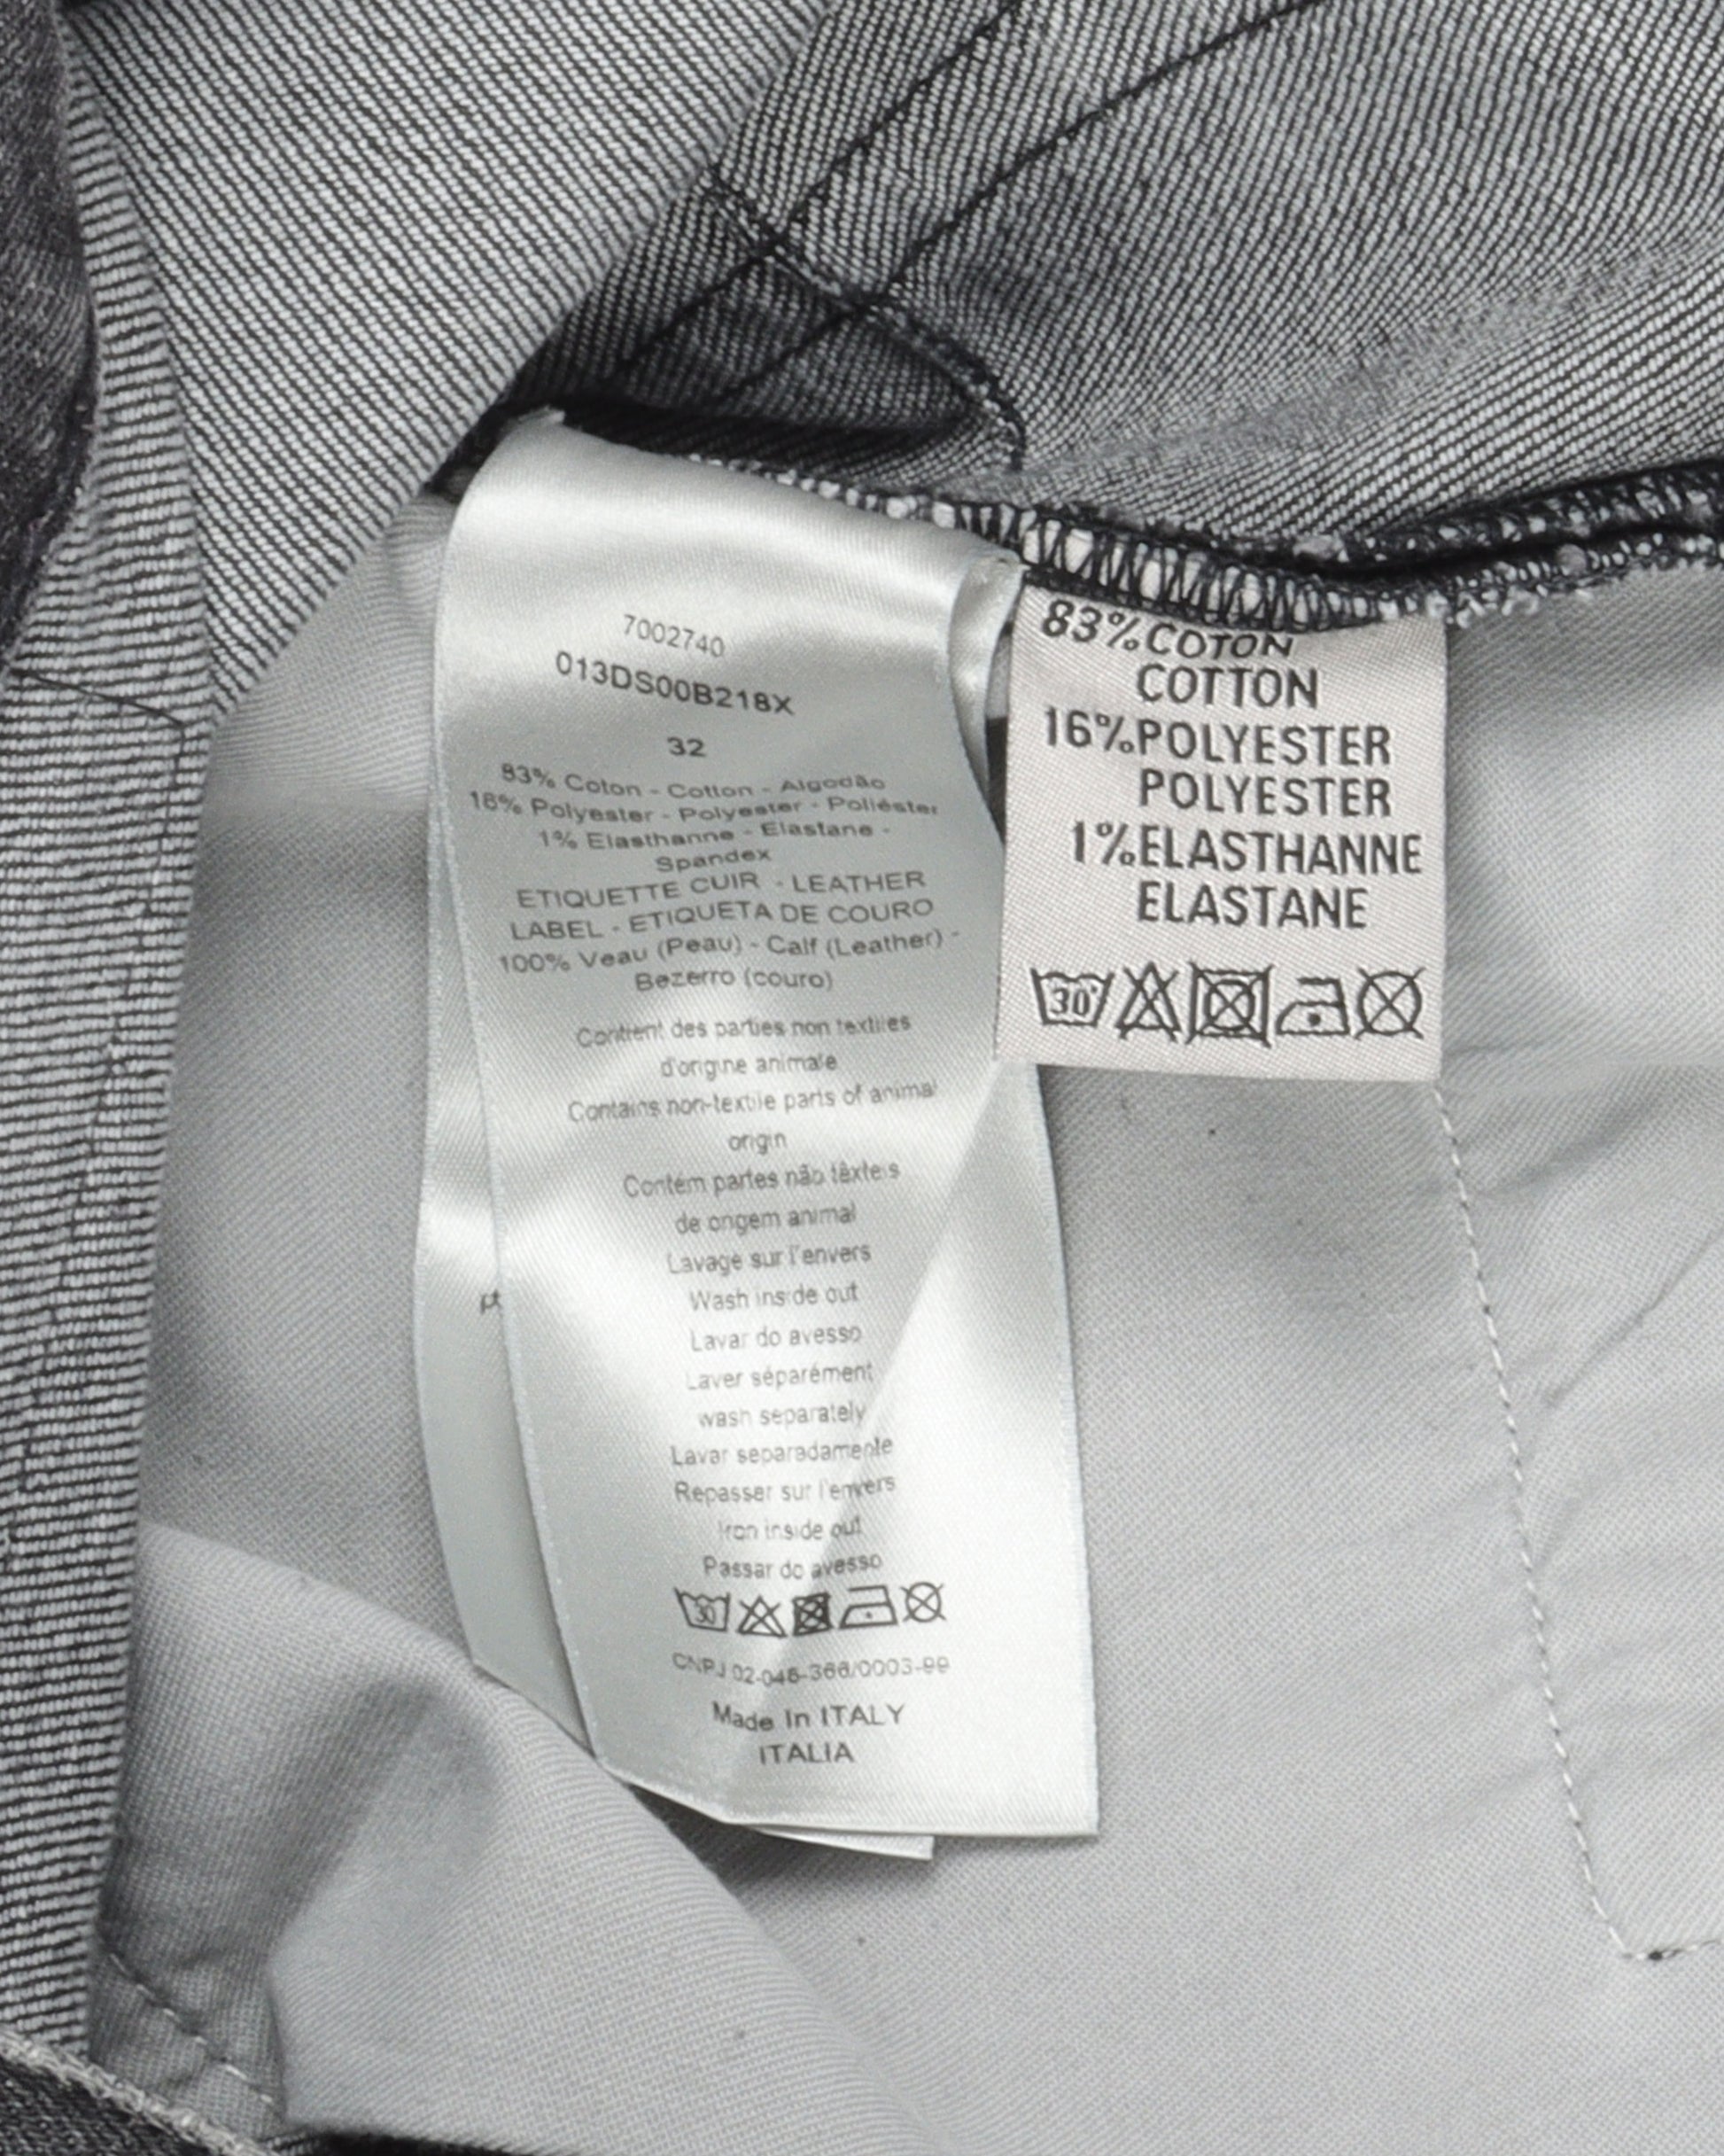 7002740
013DS00B218X
32
83% Coton - Cotton - Algodão
16% Polyester - Polyester - Poliéster
1% Elasthanne - Elastane -
Spandex
ETIQUETTE CUIR - LEATHER
LABEL - ETIQUETA DE COURO
100% Veau (Peau) - Calf (Leather) -
Bezerro (couro)
Contient des parties non textiles
d'origine animale
Contains non-textile parts of animal
origin
Contém partes não têxteis
de origem animal
Lavage sur l'envers
Wash inside out
Lavar do avesso
Laver séparément
wash separately
Lavar separadamente
Repasser sur l'envers
Iron inside out
Passar do avesso
30
CNPJ 02-046-366/0003-99
Made In ITALY
ITALIA
pt
83% COTON
COTTON
16% POLYESTER
POLYESTER
1% ELASTHANNE
ELASTANE
30°